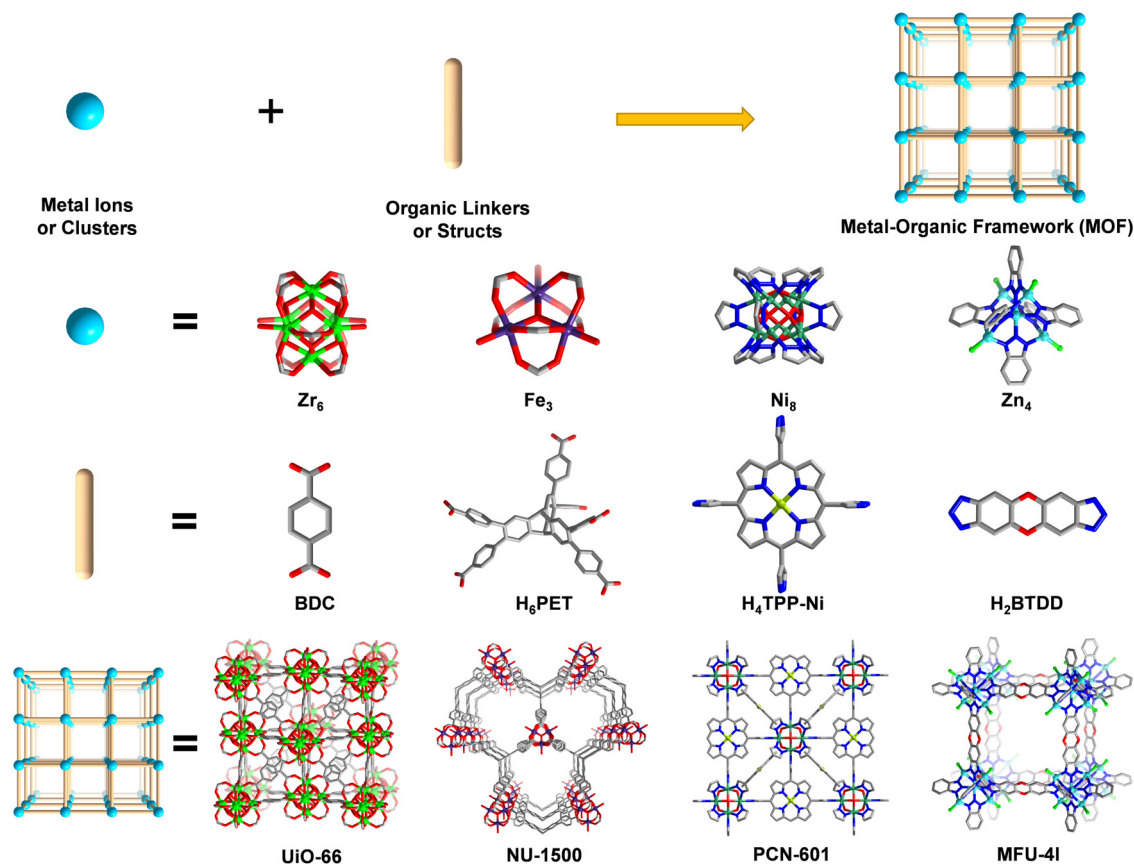 +
Metal Ions
or Clusters
Organic Linkers
or Structs
Metal-Organic Framework (MOF)
=
Zr₆
Fe₃
Ni₈
Zn₄
=
BDC
H₆PET
H₄TPP-Ni
H₂BTDD
=
UiO-66
NU-1500
PCN-601
MFU-4l